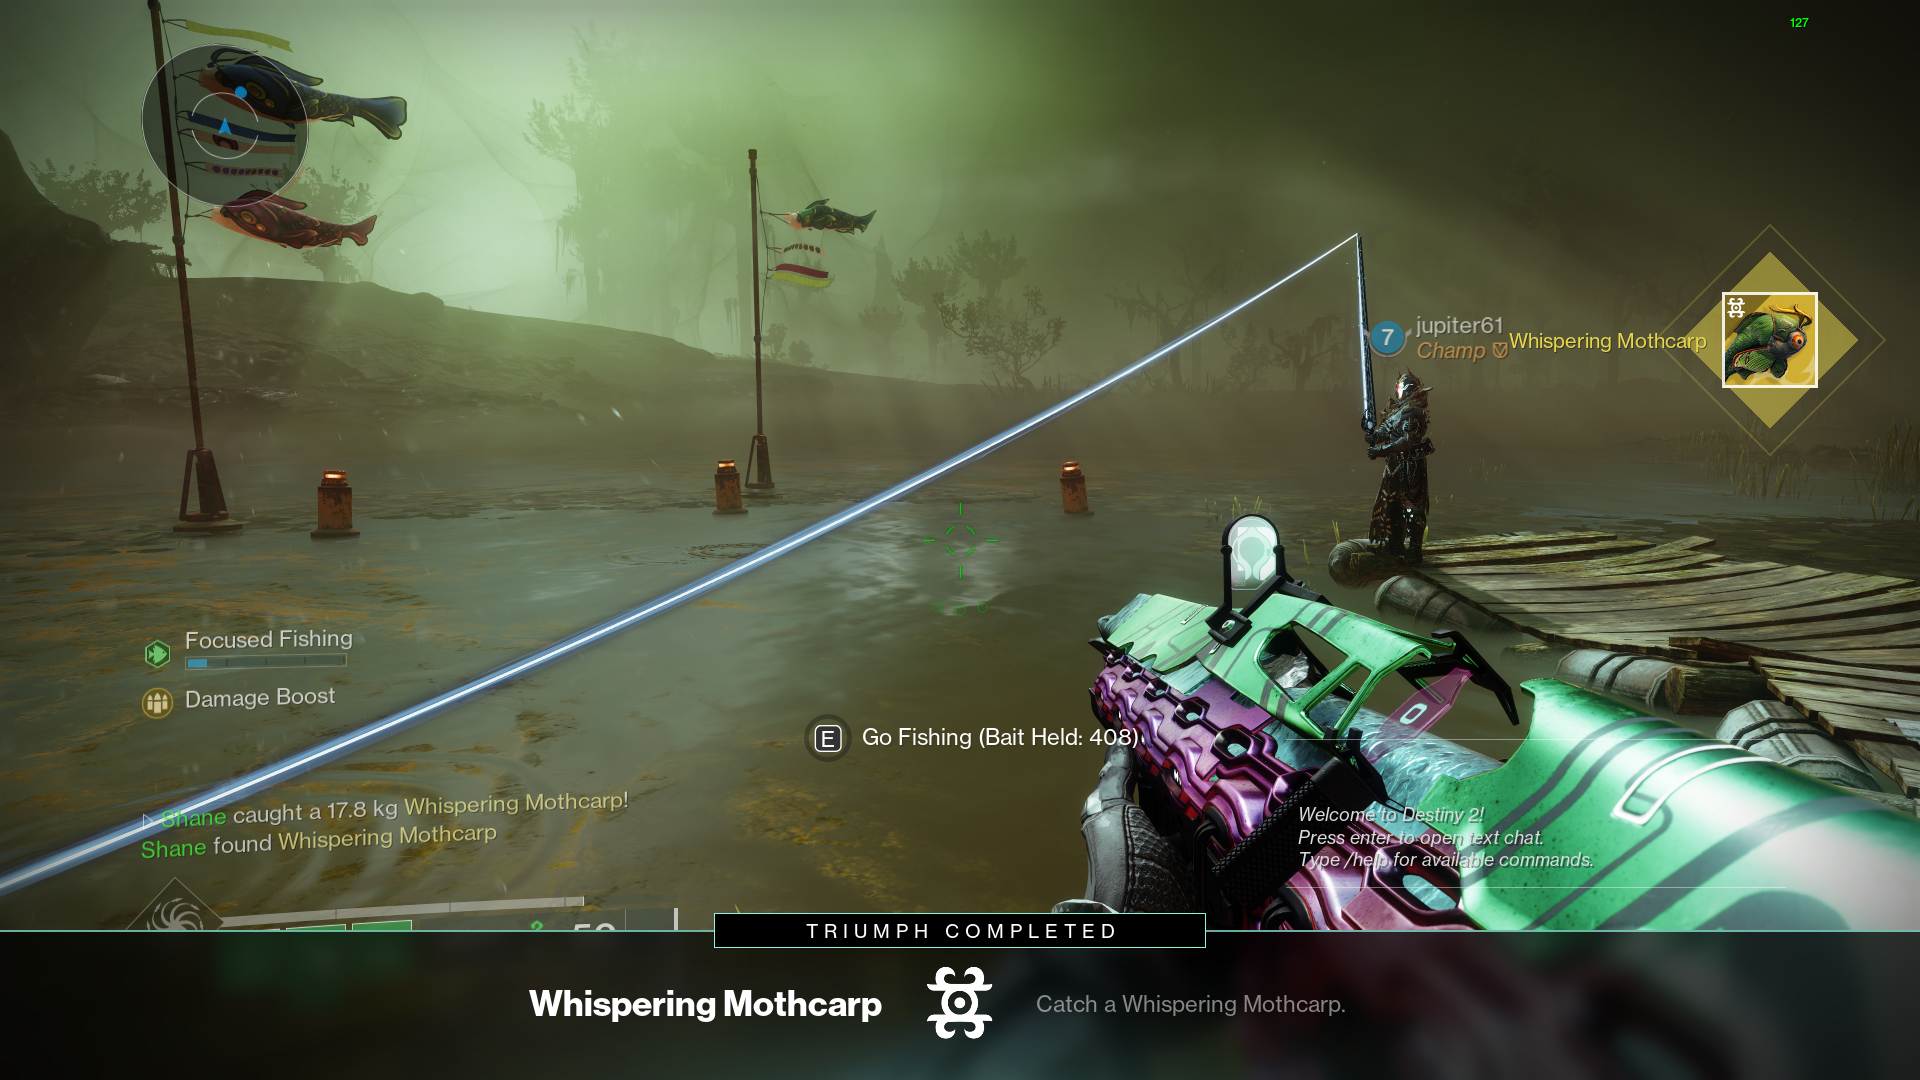 127
7
jupiter61
Champ
Whispering Mothcarp
Focused Fishing
Damage Boost
E
Go Fishing (Bait Held: 408)
Shane caught a 17.8 kg Whispering Mothcarp!
Shane found Whispering Mothcarp
Welcome to Destiny 2!
Press enter to open text chat.
Type /help for available commands.
TRIUMPH COMPLETED
Whispering Mothcarp
Catch a Whispering Mothcarp.